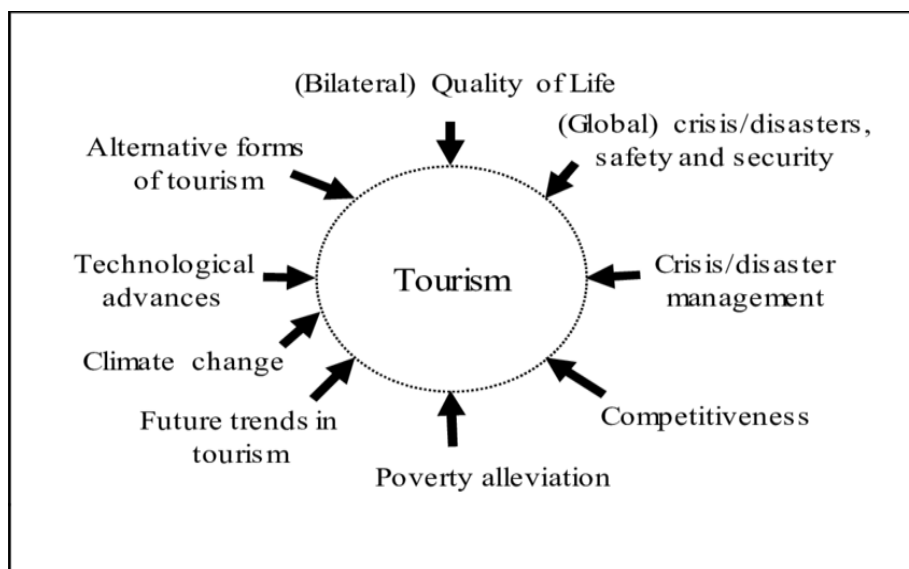 (Bilateral) Quality of Life
(Global) crisis/disasters,
safety and security
Alternative forms
of tourism
Technological
advances
Tourism
Crisis/disaster
management
Climate change
Future trends in
tourism
Competitiveness
Poverty alleviation